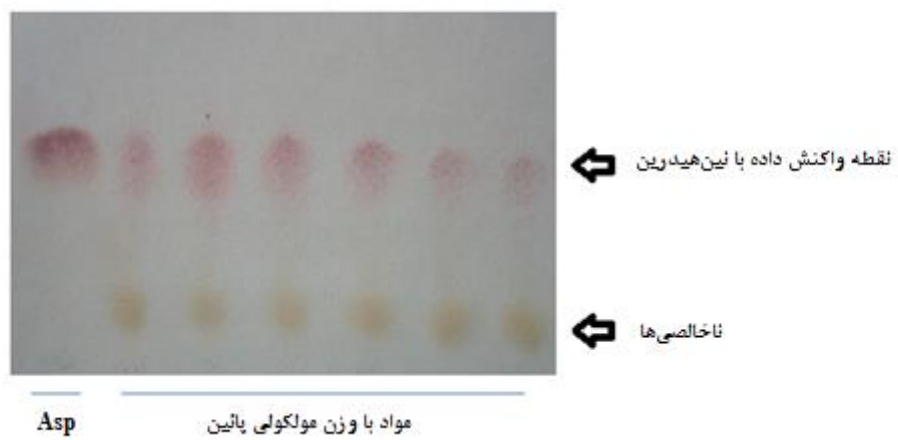 نقطه واکنش داده با نین‌هیدرین
ناخالصی‌ها
Asp
مواد با وزن مولکولی پائین